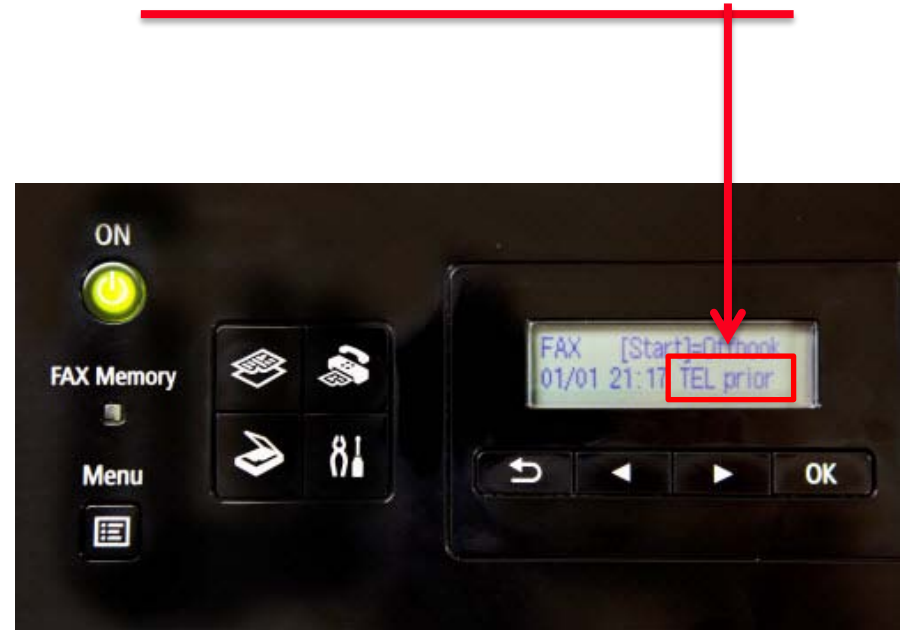 ON
FAX Memory
Menu
FAX [Start]=Offhook
01/01 21:17 TEL prior
OK